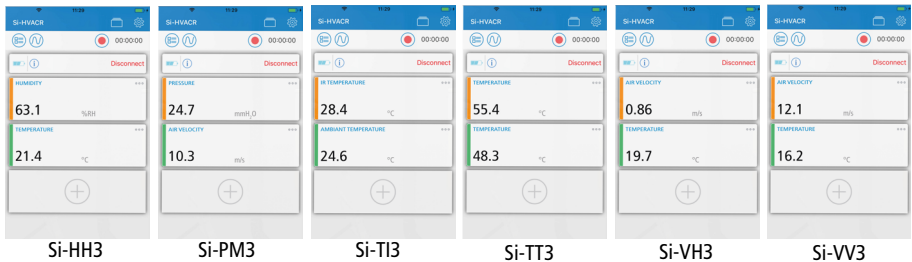 11:29
Si-HVACR
00:00:00
Disconnect
HUMIDITY
63.1 %RH
TEMPERATURE
21.4 °C
Si-HH3
11:29
Si-HVACR
00:00:00
Disconnect
PRESSURE
24.7 mmH₂O
AIR VELOCITY
10.3 m/s
Si-PM3
11:29
Si-HVACR
00:00:00
Disconnect
IR TEMPERATURE
28.4 °C
AMBIANT TEMPERATURE
24.6 °C
Si-TI3
11:29
Si-HVACR
00:00:00
Disconnect
TEMPERATURE
55.4 °C
TEMPERATURE
48.3 °C
Si-TT3
11:29
Si-HVACR
00:00:00
Disconnect
AIR VELOCITY
0.86 m/s
TEMPERATURE
19.7 °C
Si-VH3
11:29
Si-HVACR
00:00:00
Disconnect
AIR VELOCITY
12.1 m/s
TEMPERATURE
16.2 °C
Si-VV3